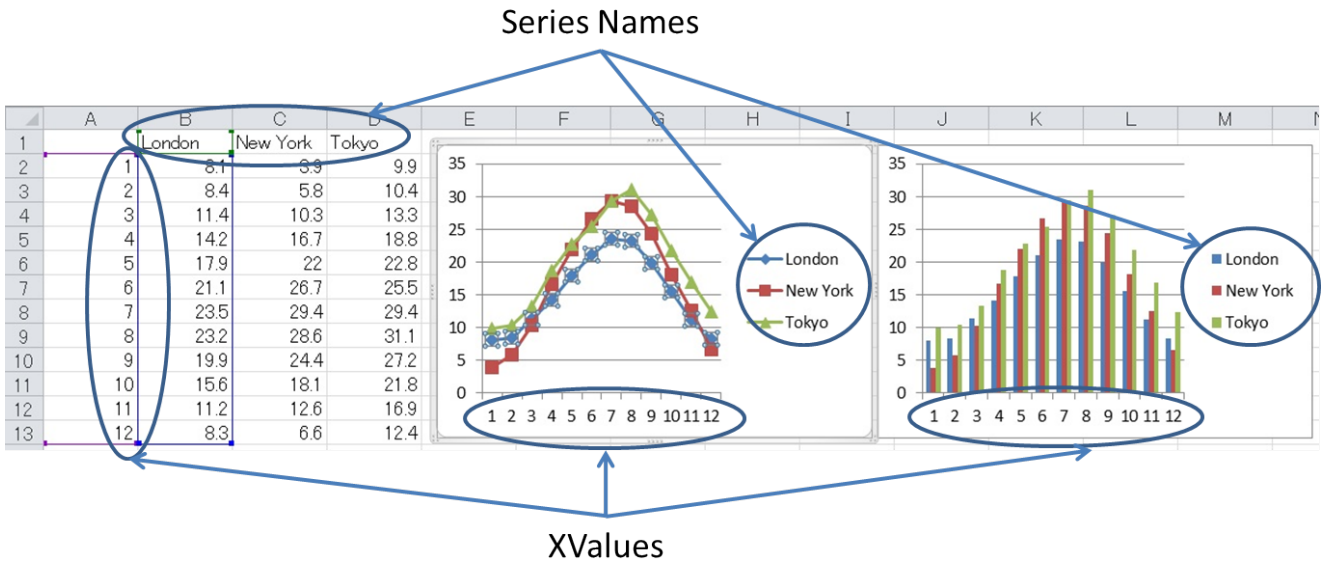 Series Names
A B C D E F G H I J K L M N
1 London New York Tokyo
2 1 8.1 3.9 9.9
3 2 8.4 5.8 10.4
4 3 11.4 10.3 13.3
5 4 14.2 16.7 18.8
6 5 17.9 22 22.8
7 6 21.1 26.7 25.5
8 7 23.5 29.4 29.4
9 8 23.2 28.6 31.1
10 9 19.9 24.4 27.2
11 10 15.6 18.1 21.8
12 11 11.2 12.6 16.9
13 12 8.3 6.6 12.4
35
30
25
20
15
10
5
0
1 2 3 4 5 6 7 8 9 10 11 12
London
New York
Tokyo
35
30
25
20
15
10
5
0
1 2 3 4 5 6 7 8 9 10 11 12
London
New York
Tokyo
XValues